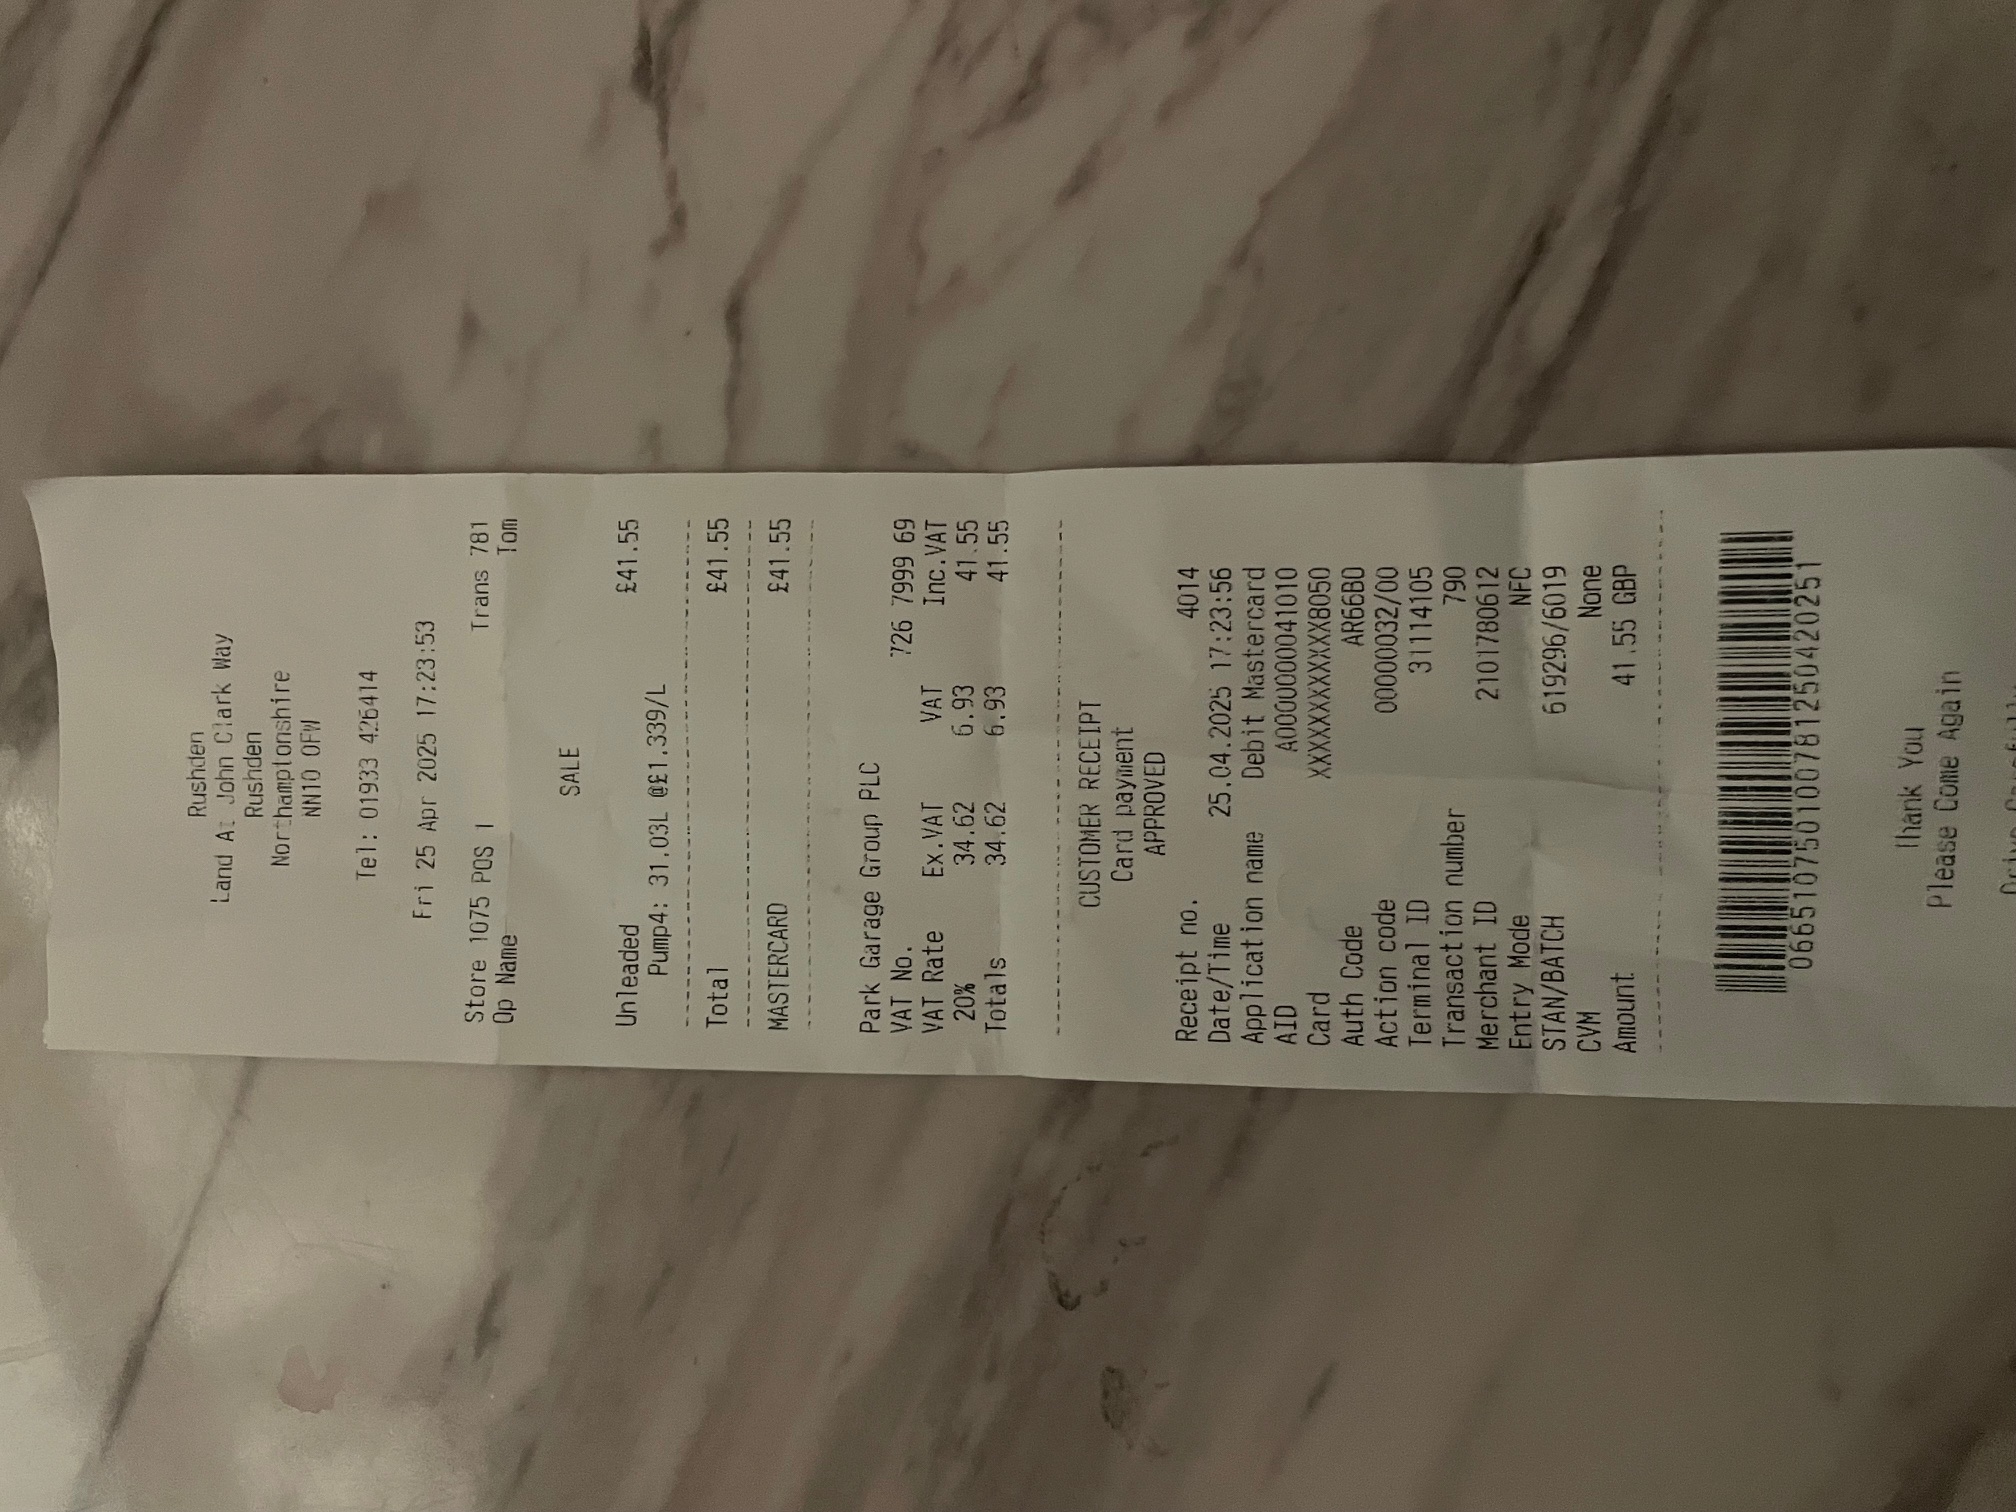 Rushden
Land At John Clark Way
Rushden
Northamptonshire
NN10 0FW
Tel: 01933 426414
Fri 25 Apr 2025 17:23:53
Store 1075 POS 1 Trans 781
Op Name Tom
SALE
Unleaded £41.55
Pump4: 31.03L @£1.339/L
Total £41.55
MASTERCARD £41.55
Park Garage Group PLC
VAT No. 726 7999 69
VAT Rate Ex.VAT VAT Inc.VAT
20% 34.62 6.93 41.55
Totals 34.62 6.93 41.55
CUSTOMER RECEIPT
Card payment
APPROVED
Receipt no. 4014
Date/Time 25.04.2025 17:23:56
Application name Debit Mastercard
AID A0000000041010
Card XXXXXXXXXXXX8050
Auth Code AR66B0
Action code 00000032/00
Terminal ID 31114105
Transaction number 790
Merchant ID 2101780612
Entry Mode NFC
STAN/BATCH 619296/6019
CVM None
Amount 41.55 GBP
066510750100781250420251
Thank You
Please Come Again
Drive Carefully